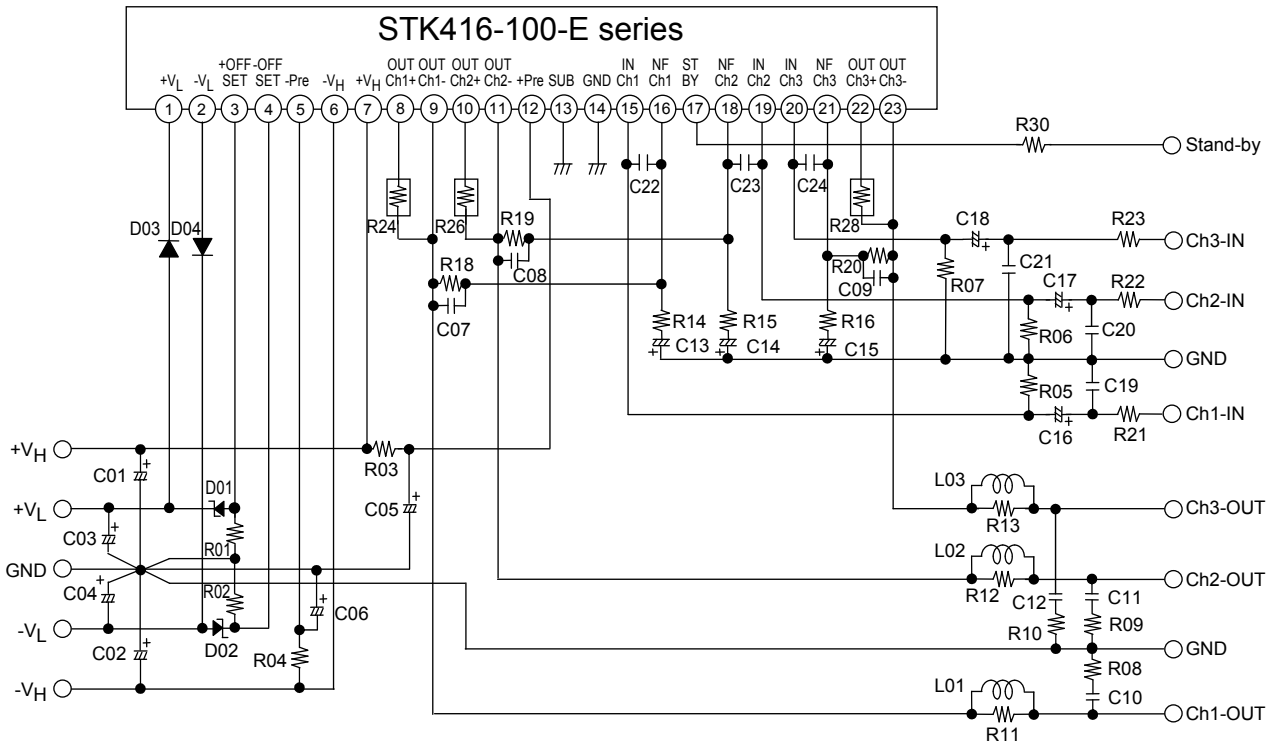 STK416-100-E series
+OFF -OFF OUT OUT OUT OUT IN NF ST NF IN IN NF OUT OUT
+VL -VL SET SET -Pre -VH +VH Ch1+ Ch1- Ch2+ Ch2- +Pre SUB GND Ch1 Ch1 BY Ch2 Ch2 Ch3 Ch3 Ch3+ Ch3-
1 2 3 4 5 6 7 8 9 10 11 12 13 14 15 16 17 18 19 20 21 22 23
R30
Stand-by
C22 C23 C24
D03 D04 R24 R26 R19 R28 C18 R23
Ch3-IN
R18 C08 R20 C09 R07 C21 C17 R22
Ch2-IN
C07 R14 R15 R16 R06 C20
C13 C14 C15
GND
R05 C19
Ch1-IN
C16 R21
+VH
R03
C01 D01 L03
+VL
C05 R13
Ch3-OUT
C03 R01 L02
GND
C04 R02 R12
Ch2-OUT
C06 C12 C11
-VL
C02 D02 R04 R10 R09
GND
R08
-VH
L01 C10
Ch1-OUT
R11